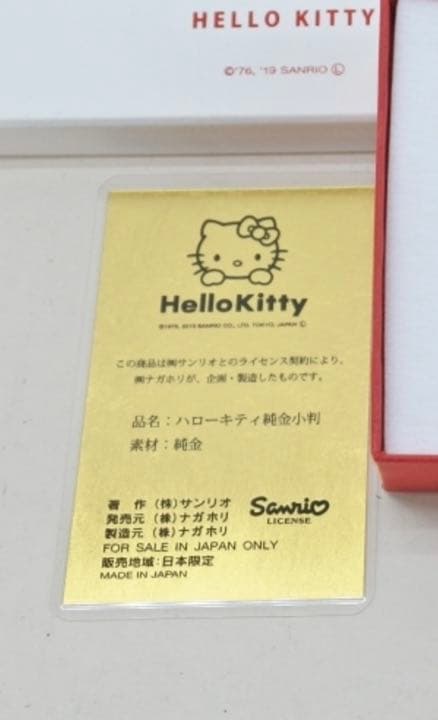 HELLO KITTY
©'76, '19 SANRIO Ⓛ
HelloKitty
©1976, 2019 SANRIO CO., LTD. TOKYO, JAPAN Ⓛ
この商品は㈱サンリオとのライセンス契約により、
㈱ナガホリが、企画・製造したものです。
品名：ハローキティ純金小判
素材：純金
著　作 （株）サンリオ
発売元 （株）ナガホリ
製造元 （株）ナガホリ
Sanrio
LICENSE
FOR SALE IN JAPAN ONLY
販売地域：日本限定
MADE IN JAPAN